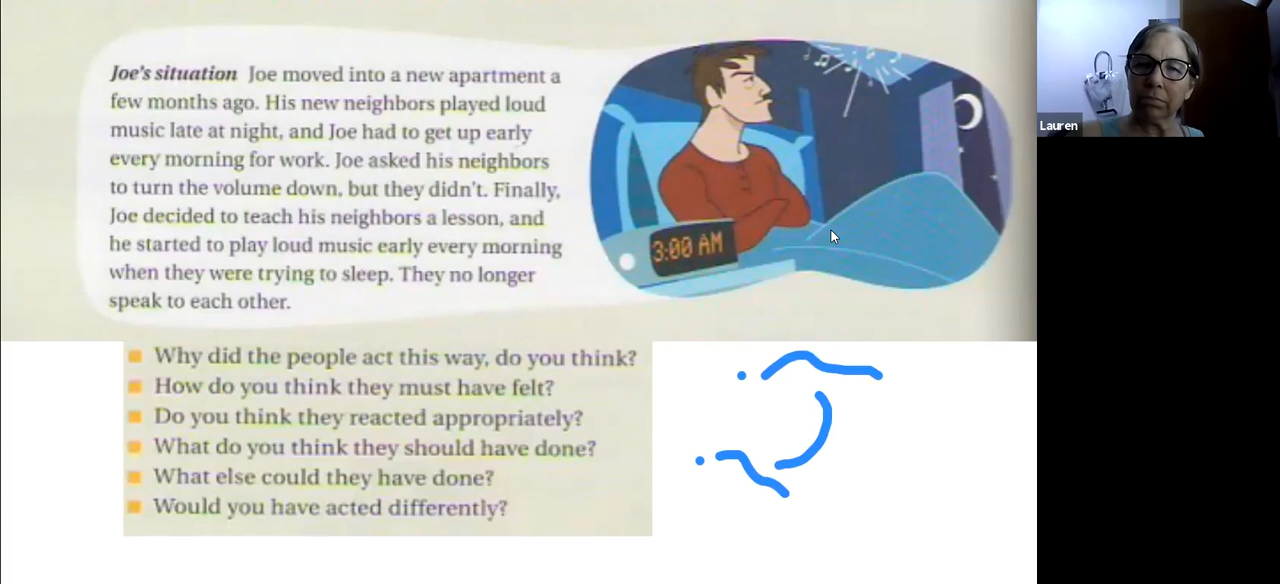 Joe's situation Joe moved into a new apartment a
few months ago. His new neighbors played loud
music late at night, and Joe had to get up early
every morning for work. Joe asked his neighbors
to turn the volume down, but they didn't. Finally,
Joe decided to teach his neighbors a lesson, and
he started to play loud music early every morning
when they were trying to sleep. They no longer
speak to each other.
3:00 AM
Lauren
Why did the people act this way, do you think?
How do you think they must have felt?
Do you think they reacted appropriately?
What do you think they should have done?
What else could they have done?
Would you have acted differently?